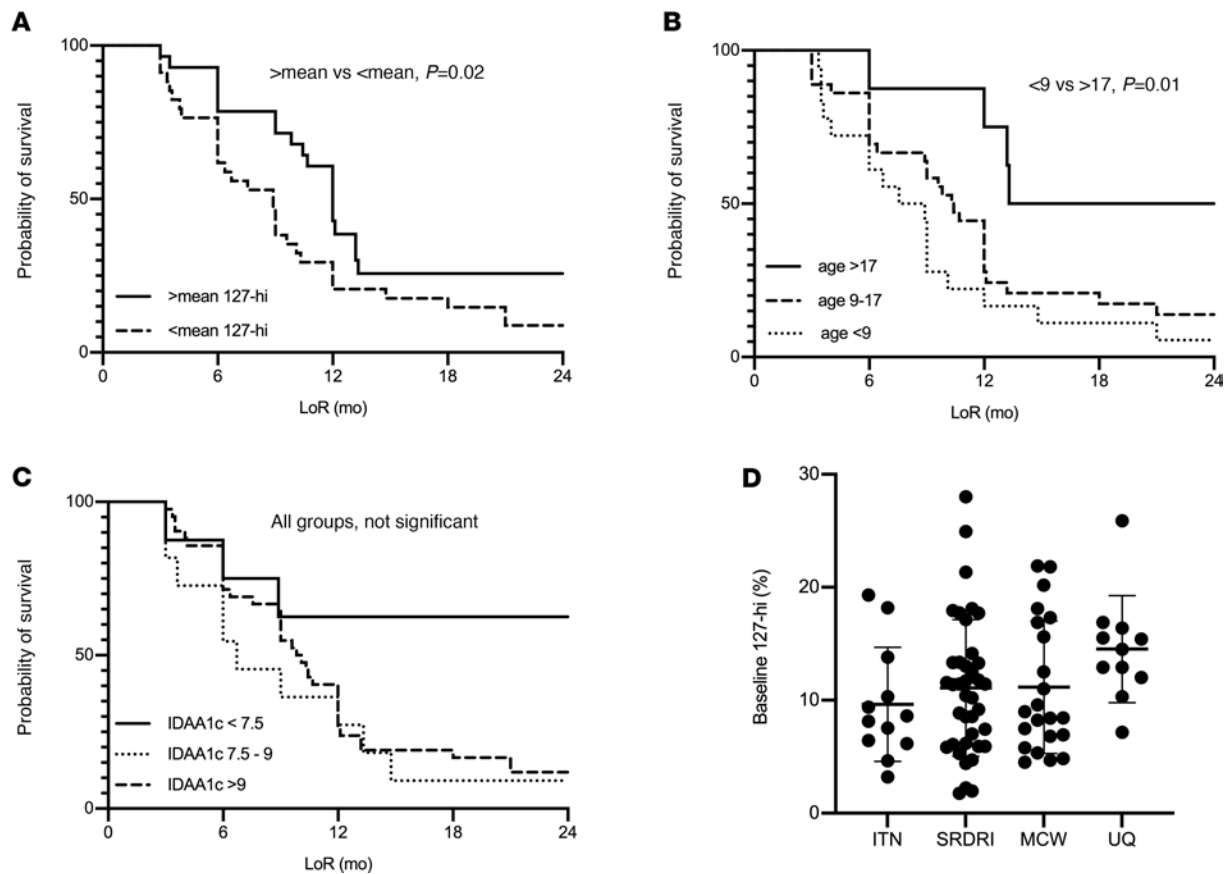 A
100
50
0
Probability of survival
>mean vs <mean, P=0.02
>mean 127-hi
<mean 127-hi
0 6 12 18 24
LoR (mo)
B
100
50
0
Probability of survival
<9 vs >17, P=0.01
age >17
age 9-17
age <9
0 6 12 18 24
LoR (mo)
C
100
50
0
Probability of survival
All groups, not significant
IDAA1c < 7.5
IDAA1c 7.5 - 9
IDAA1c >9
0 6 12 18 24
LoR (mo)
D
30
20
10
0
Baseline 127-hi (%)
ITN SRDRI MCW UQ